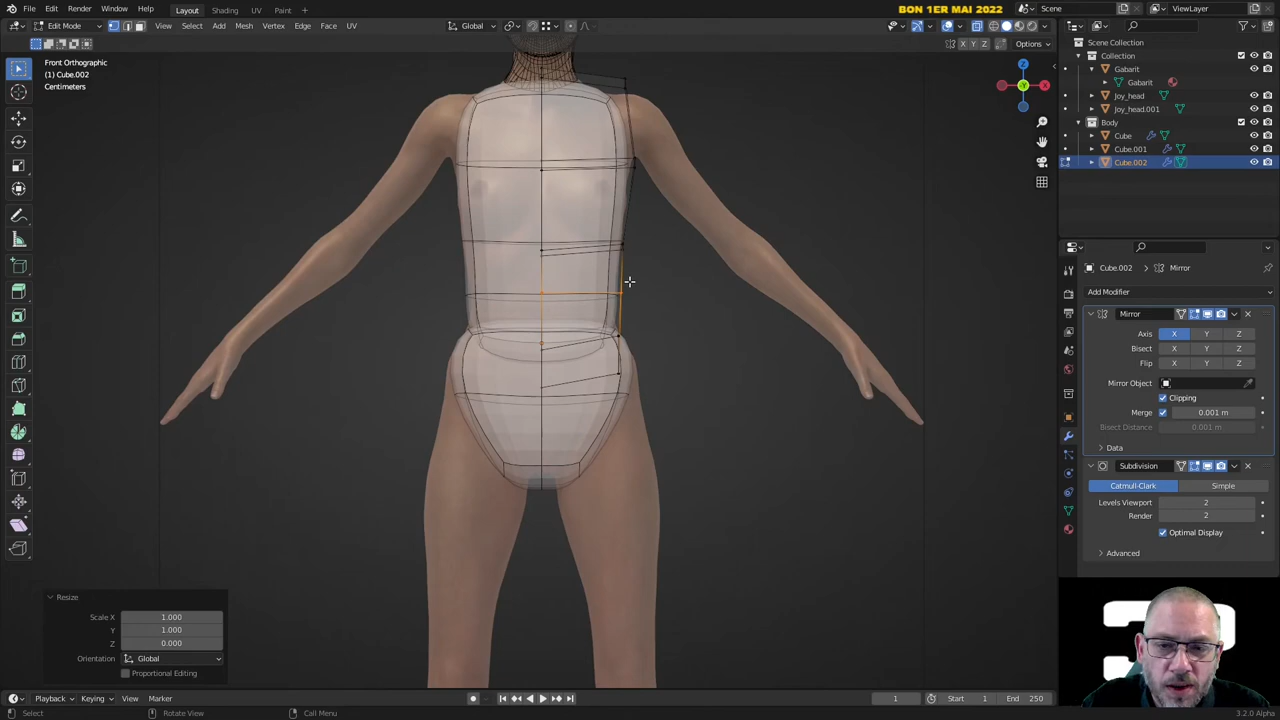 File Edit Render Window Help Layout Shading UV Paint + BON 1ER MAI 2022 Scene ViewLayer
Edit Mode View Select Add Mesh Vertex Edge Face UV Global
X Y Z Options
Front Orthographic
(1) Cube.002
Centimeters
Z
Y
X
Scene Collection
Collection
Gabarit
Gabarit
Joy_head
Joy_head.001
Body
Cube
Cube.001
Cube.002
Cube.002 Mirror
Add Modifier
Mirror
Axis X Y Z
Bisect X Y Z
Flip X Y Z
Mirror Object
Clipping
Merge 0.001 m
Bisect Distance 0.001 m
Data
Subdivision
Catmull-Clark Simple
Levels Viewport 2
Render 2
Optimal Display
Advanced
Resize
Scale X 1.000
Y 1.000
Z 0.000
Orientation Global
Proportional Editing
Playback Keying View Marker 1 Start 1 End 250
Select Rotate View Call Menu 3.2.0 Alpha